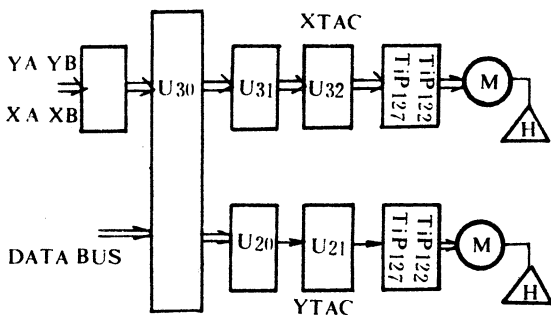 XTAC
YA YB
XA XB
U30
U31
U32
TiP122
TiP127
M
H
DATA BUS
U20
U21
TiP122
TiP127
M
H
YTAC